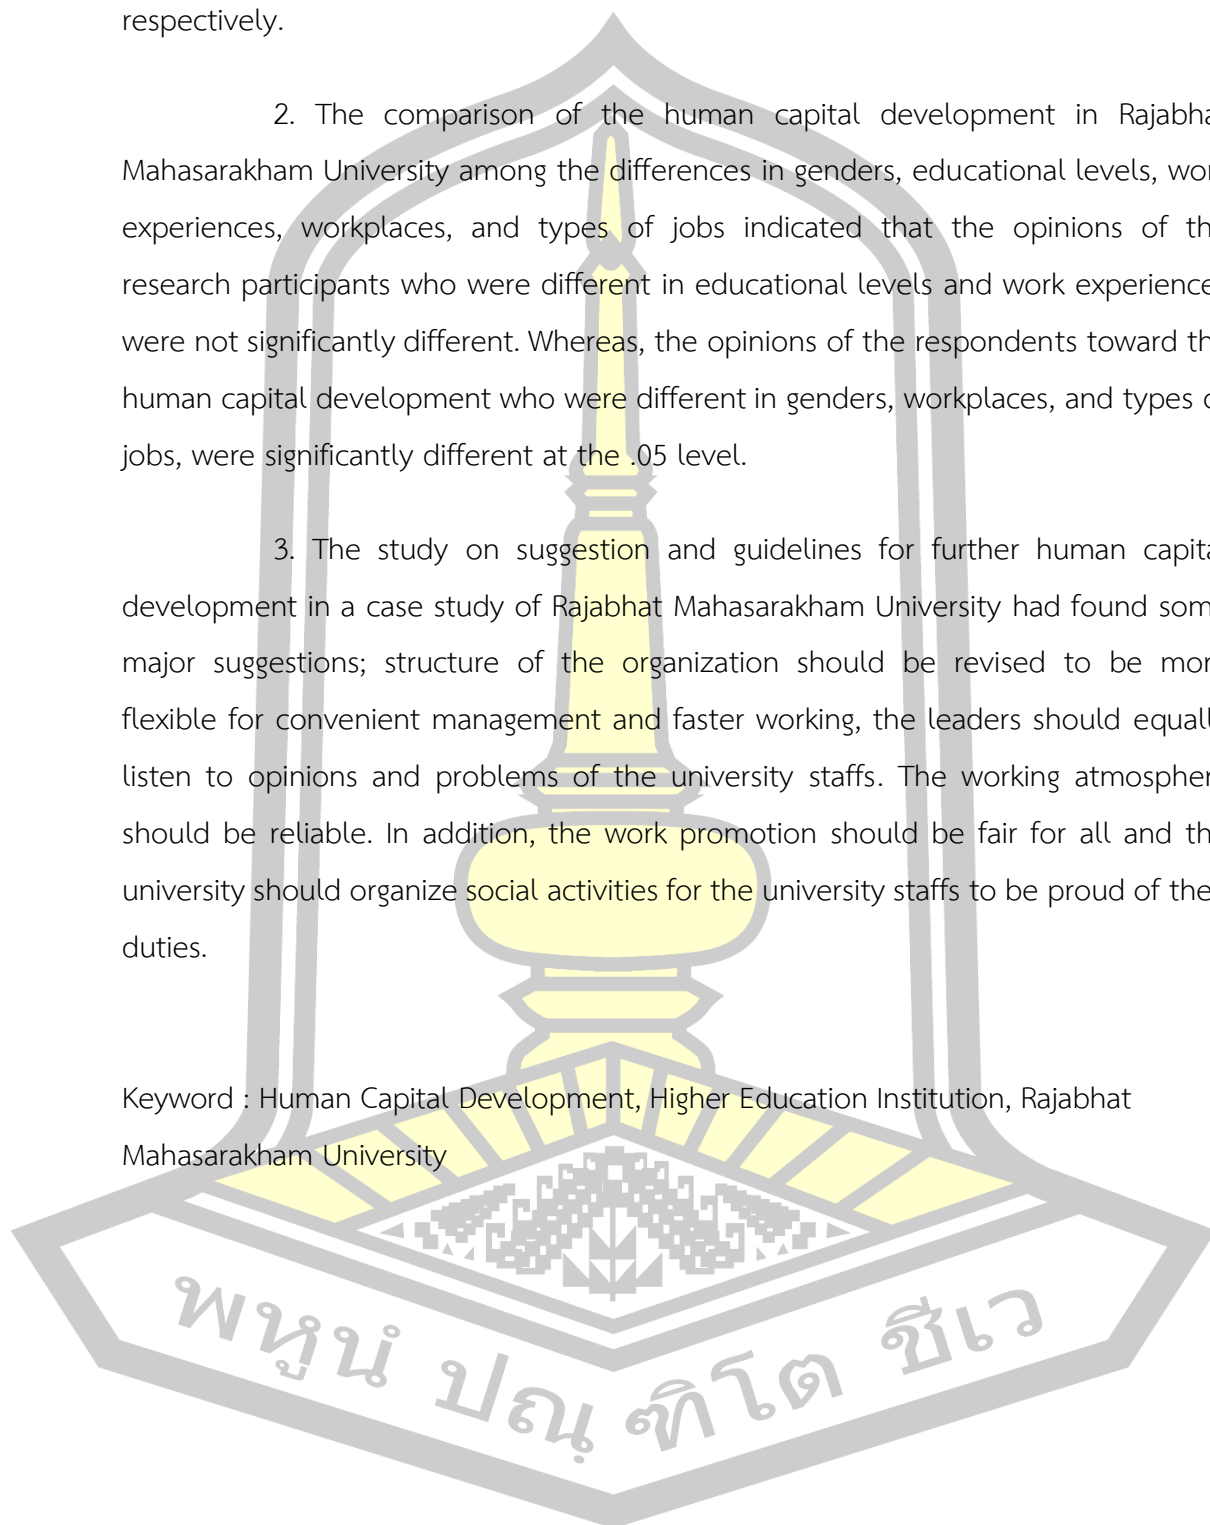 respectively.
2. The comparison of the human capital development in Rajabha
Mahasarakham University among the differences in genders, educational levels, wor
experiences, workplaces, and types of jobs indicated that the opinions of th
research participants who were different in educational levels and work experience
were not significantly different. Whereas, the opinions of the respondents toward th
human capital development who were different in genders, workplaces, and types o
jobs, were significantly different at the .05 level.
3. The study on suggestion and guidelines for further human capita
development in a case study of Rajabhat Mahasarakham University had found som
major suggestions; structure of the organization should be revised to be mor
flexible for convenient management and faster working, the leaders should equall
listen to opinions and problems of the university staffs. The working atmospher
should be reliable. In addition, the work promotion should be fair for all and th
university should organize social activities for the university staffs to be proud of the
duties.
Keyword : Human Capital Development, Higher Education Institution, Rajabhat
Mahasarakham University
พหูนํ ปณฺฑิโต ชีเว